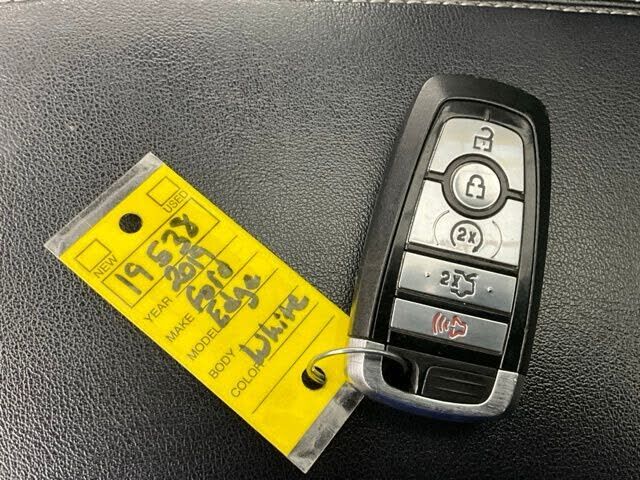 NEW USED
19538
YEAR 2019
MAKE Ford
MODEL Edge
BODY
COLOR White
2x
2x